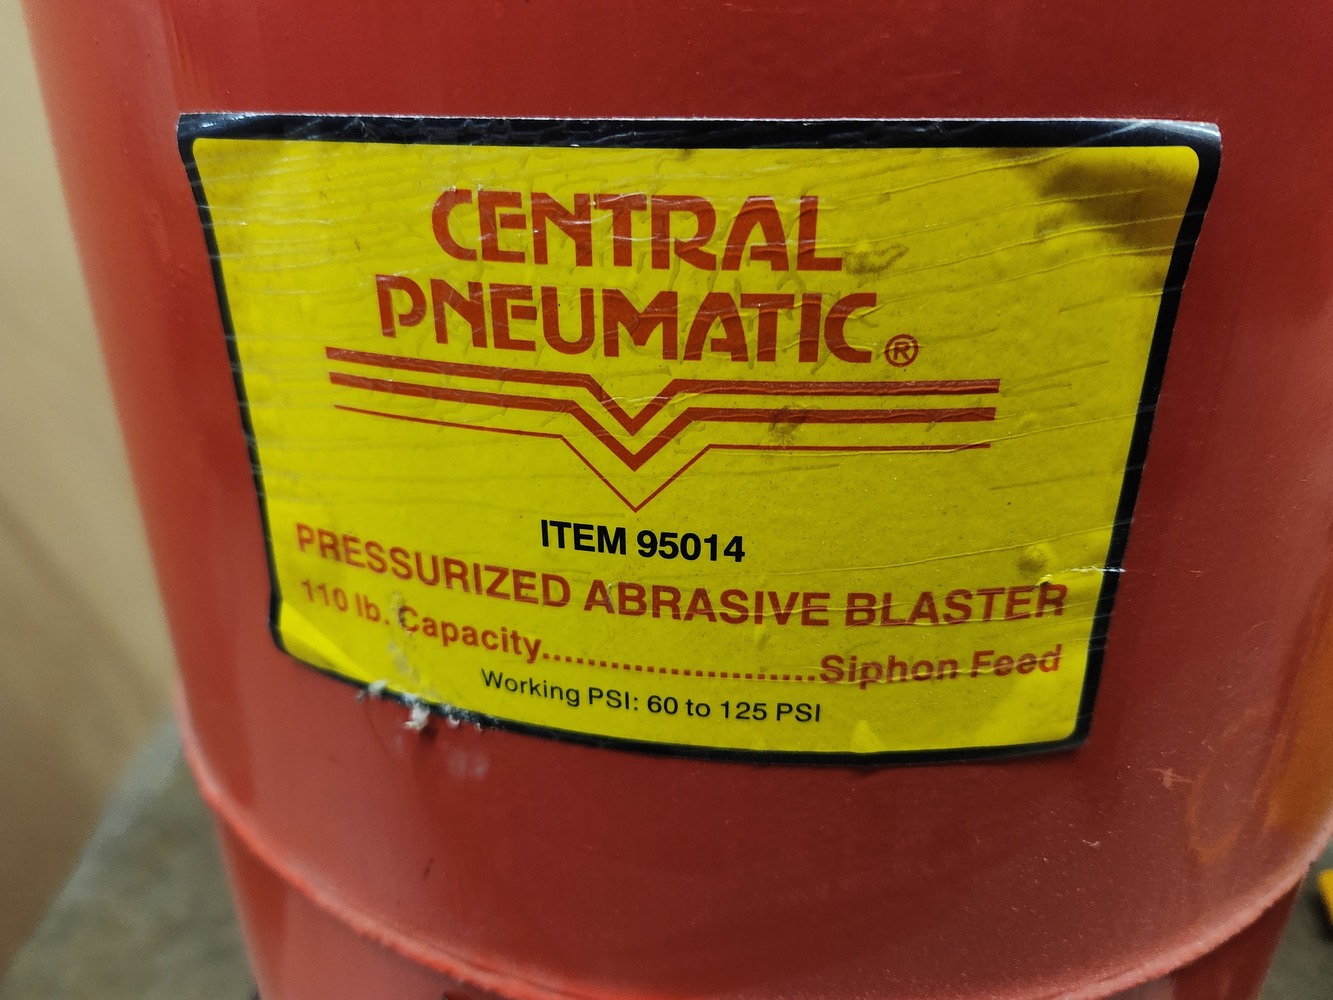 CENTRAL
PNEUMATIC®
ITEM 95014
PRESSURIZED ABRASIVE BLASTER
110 lb. Capacity........................Siphon Feed
Working PSI: 60 to 125 PSI